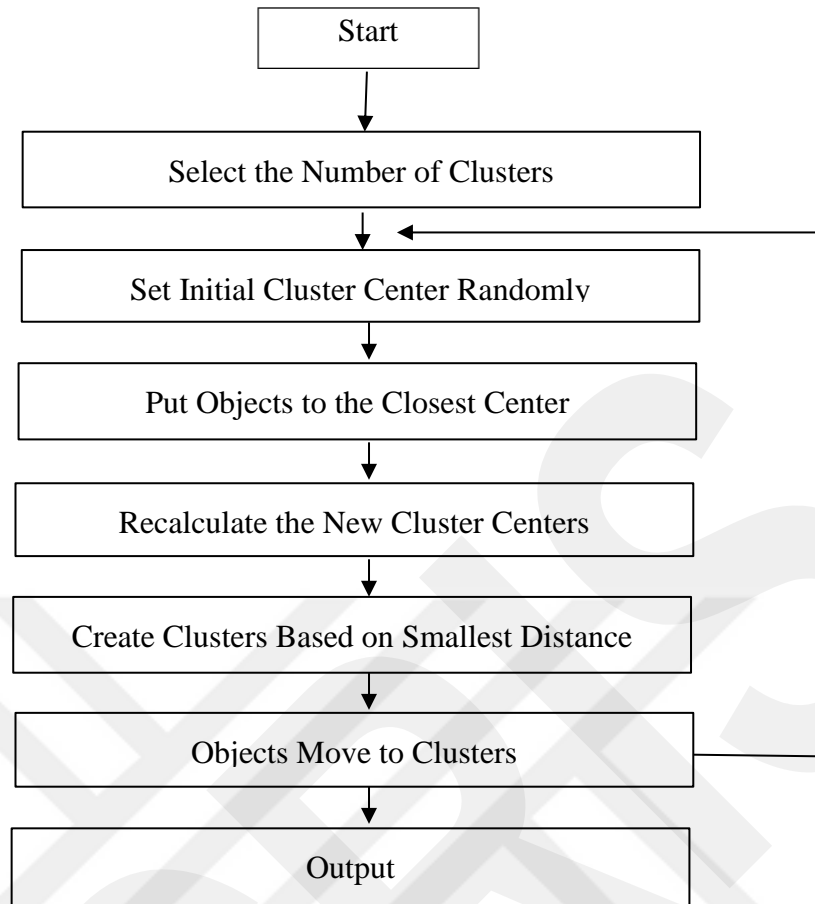 Start
Select the Number of Clusters
Set Initial Cluster Center Randomly
Put Objects to the Closest Center
Recalculate the New Cluster Centers
Create Clusters Based on Smallest Distance
Objects Move to Clusters
Output